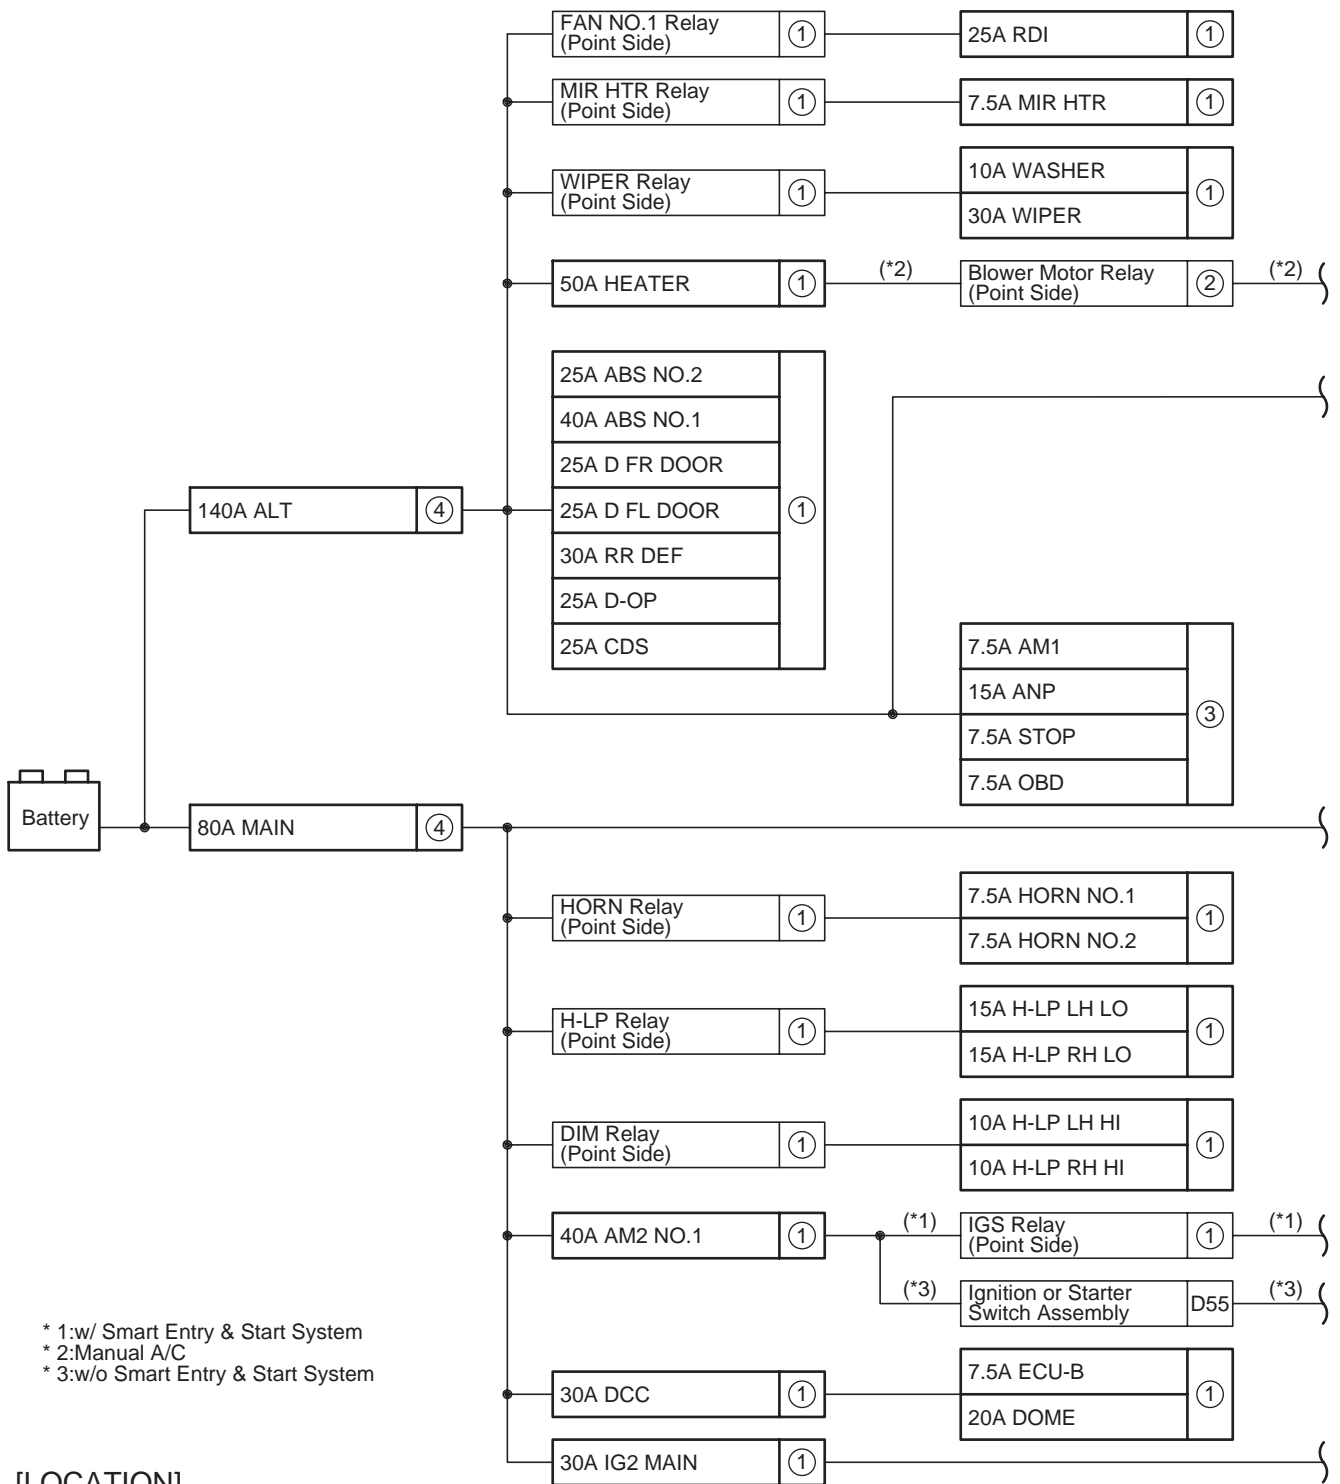 FAN NO.1 Relay
(Point Side)
1
25A RDI
1
MIR HTR Relay
(Point Side)
1
7.5A MIR HTR
1
WIPER Relay
(Point Side)
1
10A WASHER
30A WIPER
1
50A HEATER
1
(*2)
Blower Motor Relay
(Point Side)
2
(*2)
25A ABS NO.2
40A ABS NO.1
25A D FR DOOR
25A D FL DOOR
30A RR DEF
25A D-OP
25A CDS
1
140A ALT
4
7.5A AM1
15A ANP
7.5A STOP
7.5A OBD
3
Battery
80A MAIN
4
HORN Relay
(Point Side)
1
7.5A HORN NO.1
7.5A HORN NO.2
1
H-LP Relay
(Point Side)
1
15A H-LP LH LO
15A H-LP RH LO
1
DIM Relay
(Point Side)
1
10A H-LP LH HI
10A H-LP RH HI
1
40A AM2 NO.1
1
(*1)
IGS Relay
(Point Side)
1
(*1)
(*3)
Ignition or Starter
Switch Assembly
D55
(*3)
* 1:w/ Smart Entry & Start System
* 2:Manual A/C
* 3:w/o Smart Entry & Start System
30A DCC
1
7.5A ECU-B
20A DOME
1
30A IG2 MAIN
1
[LOCATION]